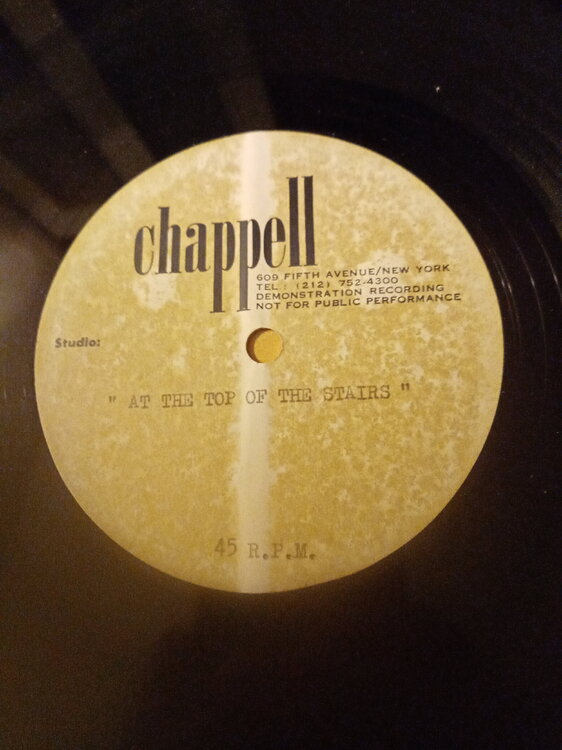 chappell
609 FIFTH AVENUE/NEW YORK
TEL: (212) 752-4300
DEMONSTRATION RECORDING
NOT FOR PUBLIC PERFORMANCE
Studio:
" AT THE TOP OF THE STAIRS "
45 R.P.M.